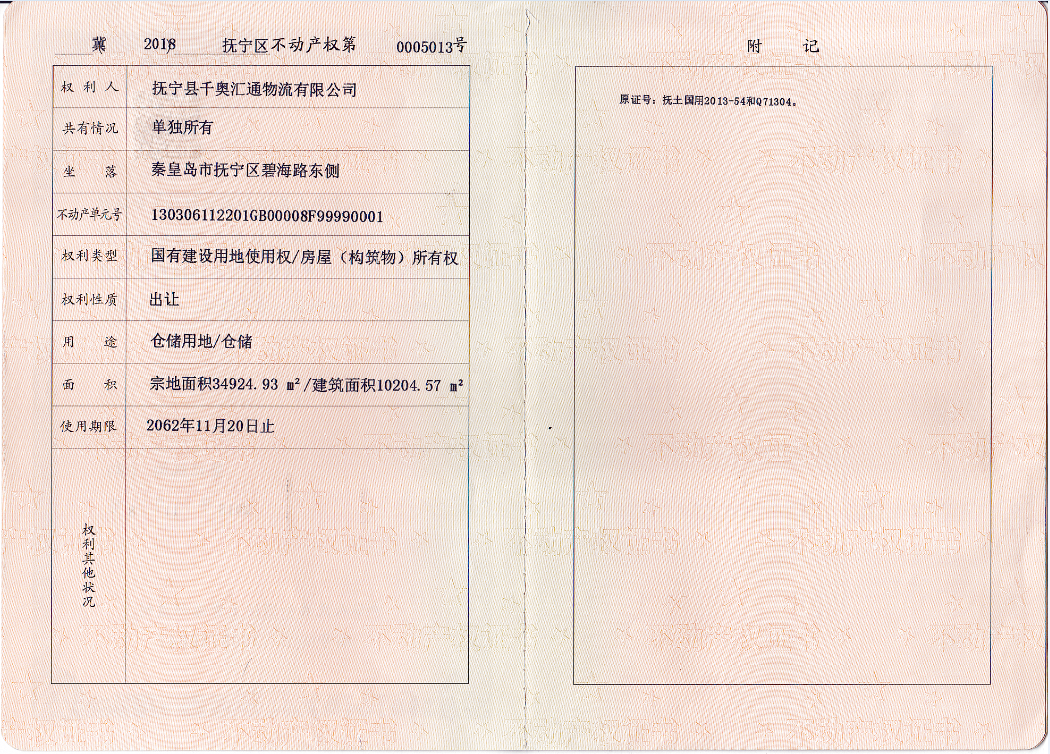 冀 2018 抚宁区不动产权第 0005013号
权利人 抚宁县千奥汇通物流有限公司
共有情况 单独所有
坐落 秦皇岛市抚宁区碧海路东侧
不动产单元号 130306112201GB00008F99990001
权利类型 国有建设用地使用权/房屋（构筑物）所有权
权利性质 出让
用途 仓储用地/仓储
面积 宗地面积34924.93 m²/建筑面积10204.57 m²
使用期限 2062年11月20日止
权利其他状况
附记
原证号：抚土国用2013-54和Q71304。